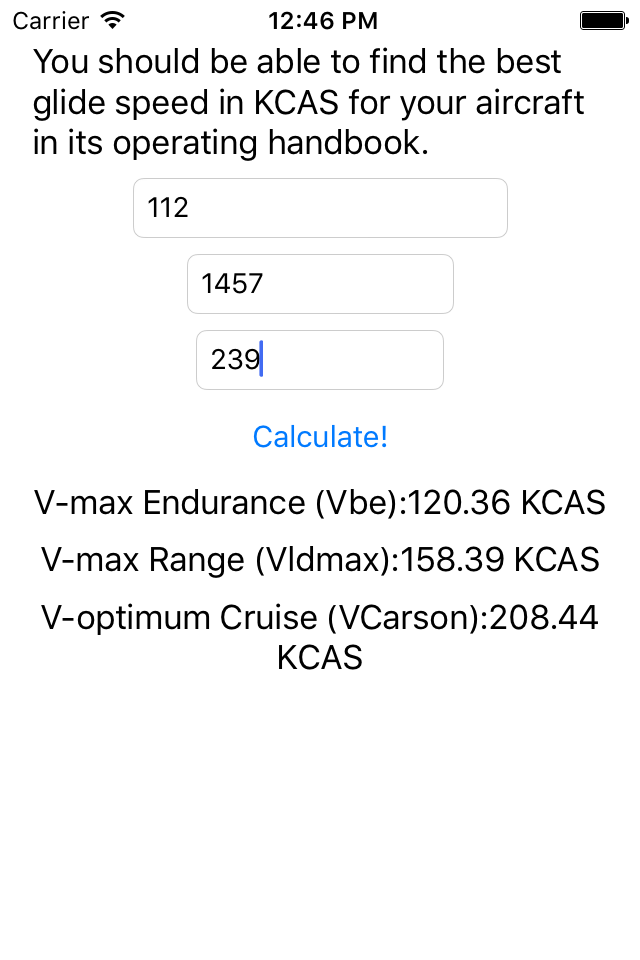 Carrier 12:46 PM
You should be able to find the best
glide speed in KCAS for your aircraft
in its operating handbook.
112
1457
239
Calculate!
V-max Endurance (Vbe):120.36 KCAS
V-max Range (Vldmax):158.39 KCAS
V-optimum Cruise (VCarson):208.44
KCAS